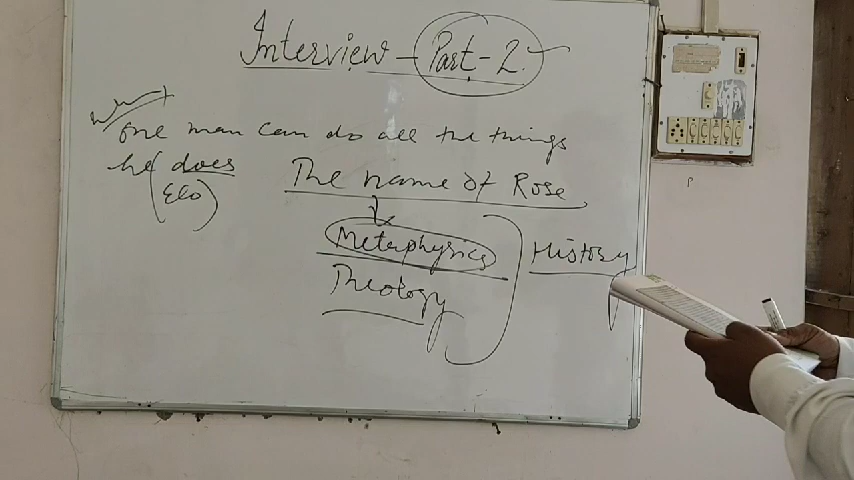 Interview - Part-2.
one man can do all the things
he does
(ECO)
The name of Rose
Metaphysics
Theology
History